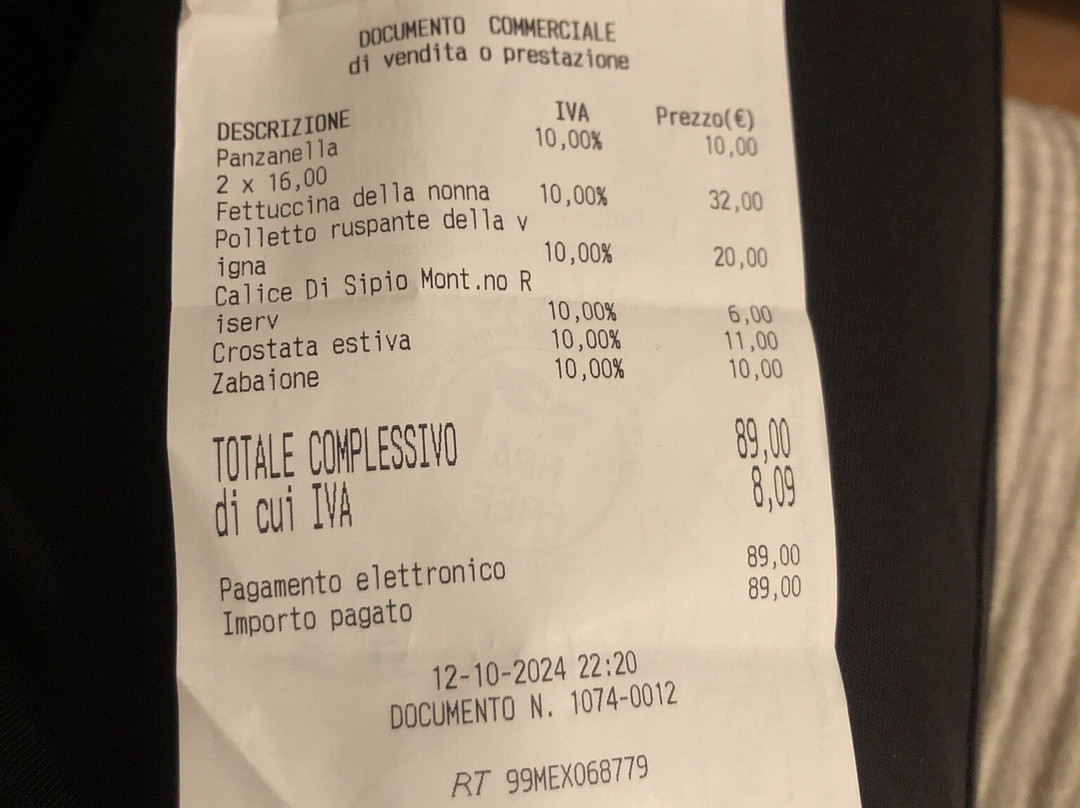 DOCUMENTO COMMERCIALE
di vendita o prestazione
DESCRIZIONE IVA Prezzo(€)
Panzanella 10,00% 10,00
2 x 16,00
Fettuccina della nonna 10,00% 32,00
Polletto ruspante della v
igna 10,00% 20,00
Calice Di Sipio Mont.no R
iserv 10,00% 6,00
Crostata estiva 10,00% 11,00
Zabaione 10,00% 10,00
TOTALE COMPLESSIVO 89,00
di cui IVA 8,09
Pagamento elettronico 89,00
Importo pagato 89,00
12-10-2024 22:20
DOCUMENTO N. 1074-0012
RT 99MEX068779